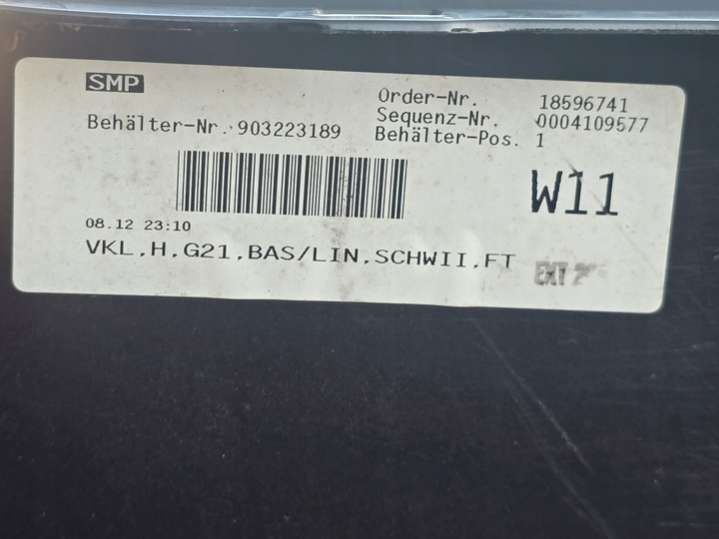 SMP
Order-Nr. 18596741
Sequenz-Nr. 0004109577
Behälter-Nr. 903223189 Behälter-Pos. 1
W11
08.12 23:10
VKL,H,G21,BAS/LIN,SCHWII,FT
EXT